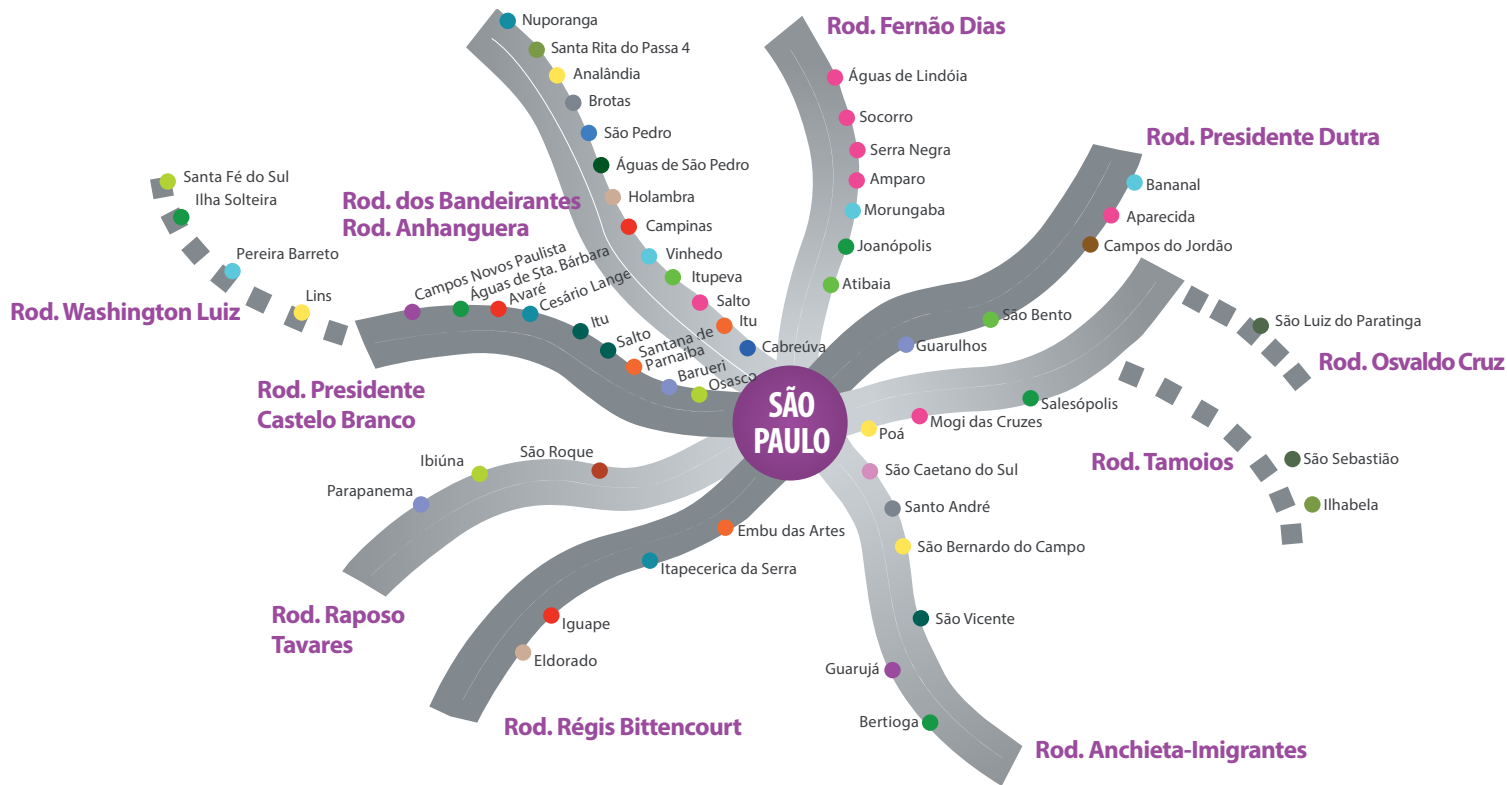 Nuporanga
Santa Rita do Passa 4
Analândia
Brotas
São Pedro
Águas de São Pedro
Holambra
Campinas
Vinhedo
Itupeva
Salto
Itu
Cabreúva
Rod. dos Bandeirantes
Rod. Anhanguera
Rod. Fernão Dias
Águas de Lindóia
Socorro
Serra Negra
Amparo
Morungaba
Joanópolis
Atibaia
Rod. Presidente Dutra
Bananal
Aparecida
Campos do Jordão
São Bento
Guarulhos
Santa Fé do Sul
Ilha Solteira
Pereira Barreto
Lins
Rod. Washington Luiz
Campos Novos Paulista
Águas de Sta. Bárbara
Avaré
Cesário Lange
Itu
Salto
Santana de
Parnaíba
Barueri
Osasco
Rod. Presidente
Castelo Branco
SÃO
PAULO
São Luiz do Paratinga
Rod. Osvaldo Cruz
Salesópolis
Mogi das Cruzes
Poá
Rod. Tamoios
São Sebastião
Ilhabela
São Roque
Ibiúna
Parapanema
Rod. Raposo
Tavares
Embu das Artes
Itapecerica da Serra
Iguape
Eldorado
Rod. Régis Bittencourt
São Caetano do Sul
Santo André
São Bernardo do Campo
São Vicente
Guarujá
Bertioga
Rod. Anchieta-Imigrantes